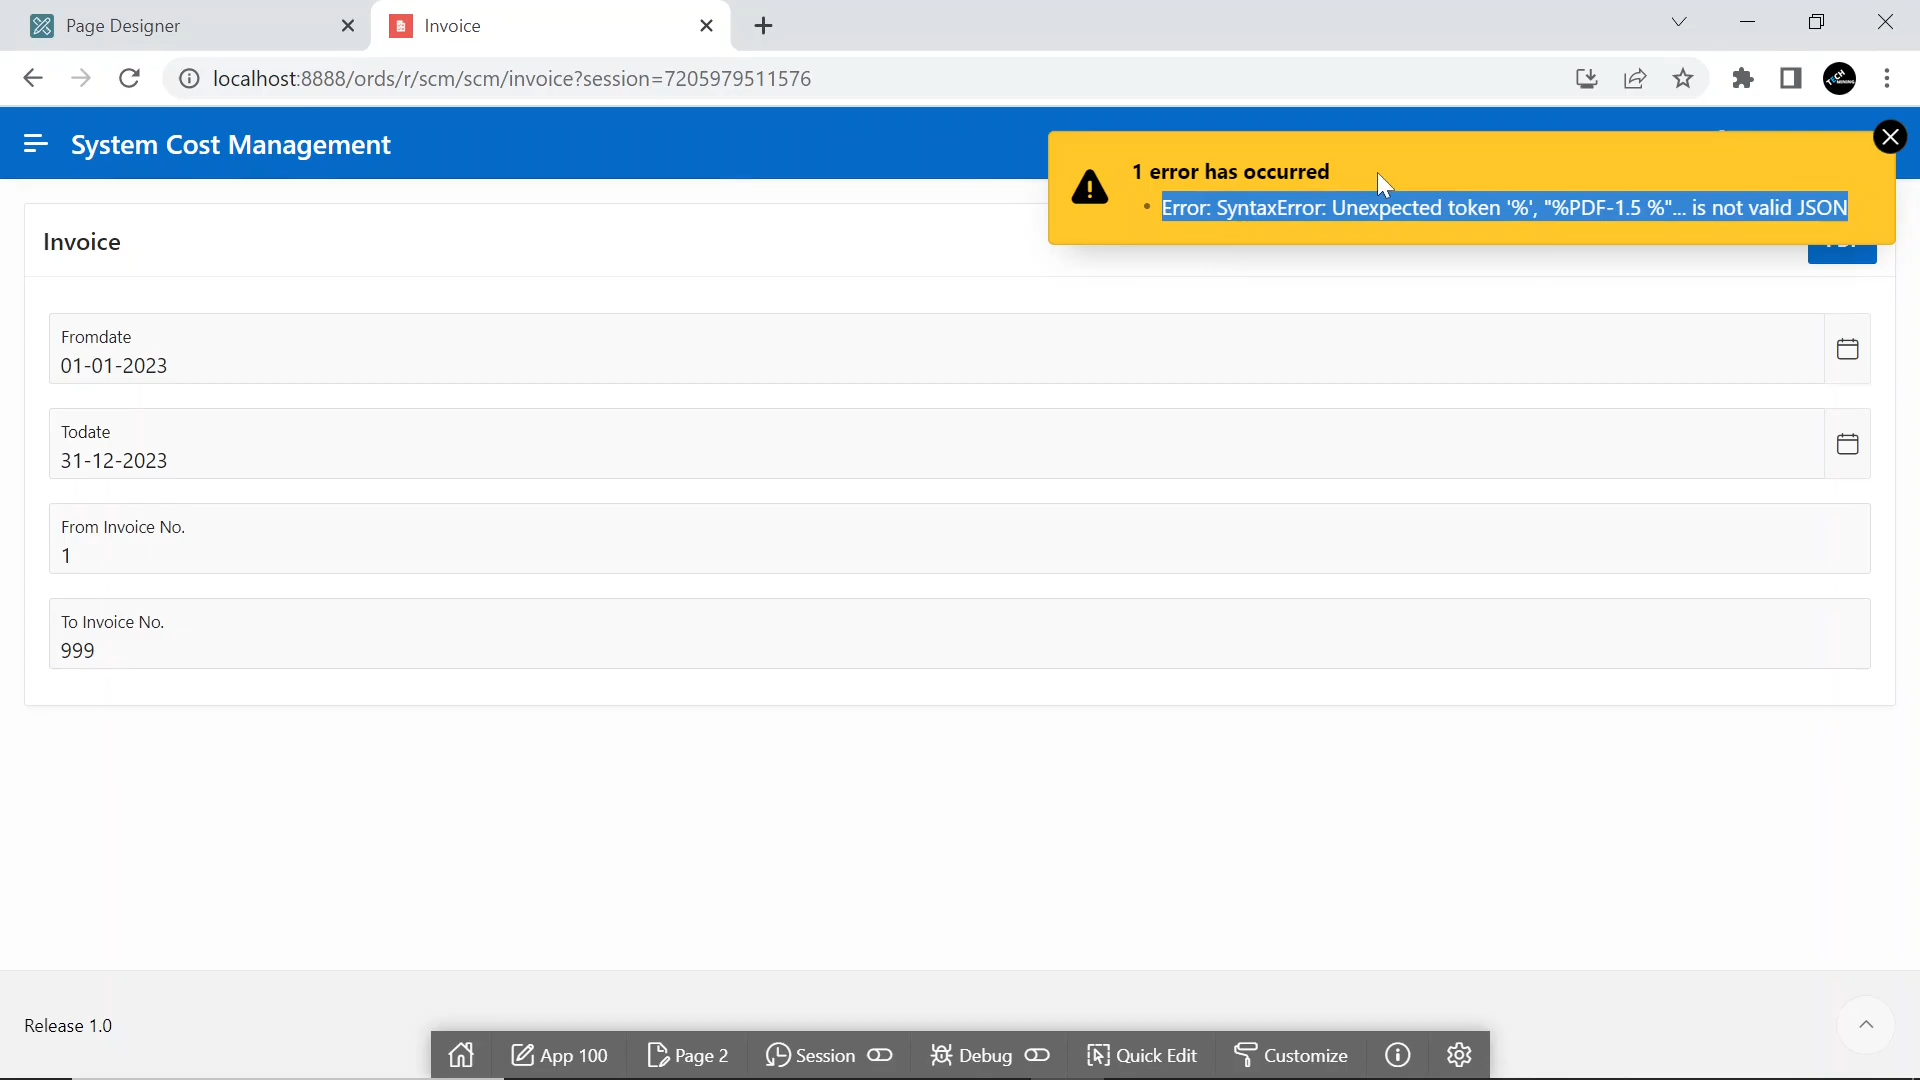 Page Designer
Invoice
localhost:8888/ords/r/scm/scm/invoice?session=7205979511576
System Cost Management
1 error has occurred
Error: SyntaxError: Unexpected token '%', "%PDF-1.5 %"... is not valid JSON
Invoice
Fromdate
01-01-2023
Todate
31-12-2023
From Invoice No.
1
To Invoice No.
999
Release 1.0
App 100
Page 2
Session
Debug
Quick Edit
Customize